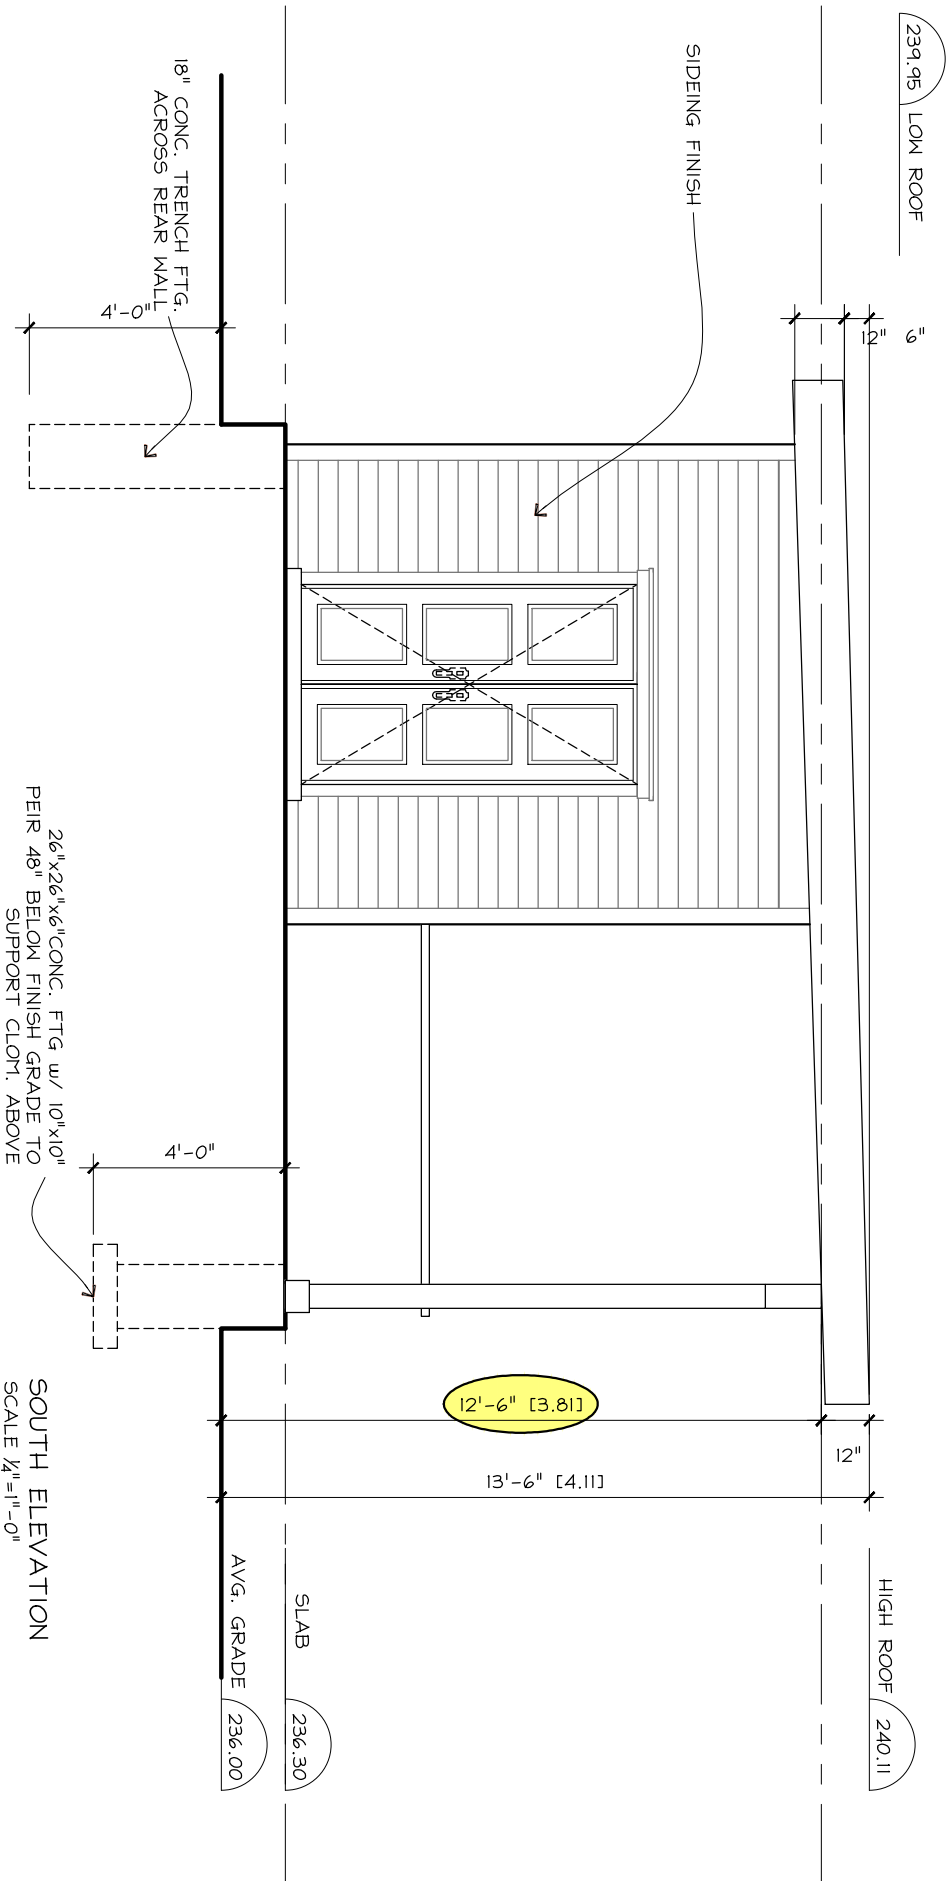 239.95 LOW ROOF
SIDEING FINISH
18" CONC. TRENCH FTG.
ACROSS REAR WALL
4'-0"
12"
6"
26"x26"x6"CONC. FTG w/ 10"x10"
PEIR 48" BELOW FINISH GRADE TO
SUPPORT CLOM. ABOVE
4'-0"
12'-6" [3.81]
12"
13'-6" [4.11]
HIGH ROOF 240.11
SLAB 236.30
AVG. GRADE 236.00
SOUTH ELEVATION
SCALE ¼"=1"-0"